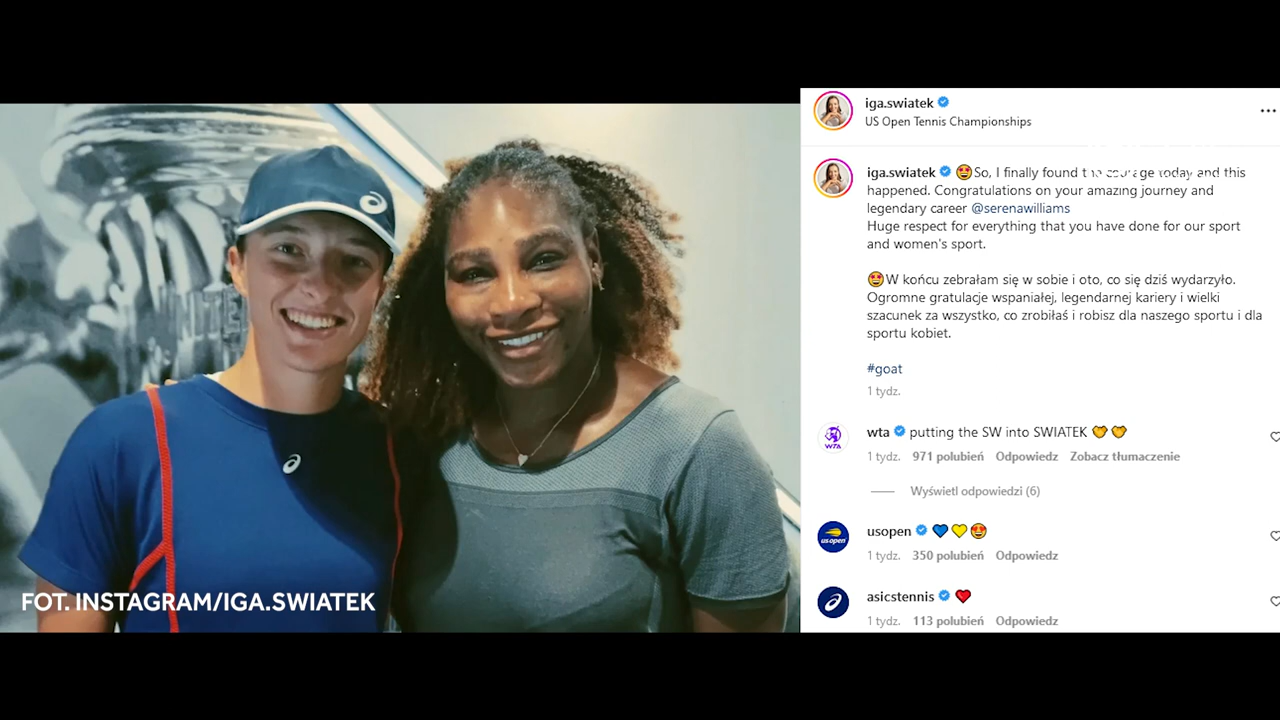 iga.swiatek
US Open Tennis Championships
iga.swiatek 😍So, I finally found the courage today and this
happened. Congratulations on your amazing journey and
legendary career @serenawilliams
Huge respect for everything that you have done for our sport
and women's sport.
😍W końcu zebrałam się w sobie i oto, co się dziś wydarzyło.
Ogromne gratulacje wspaniałej, legendarnej kariery i wielki
szacunek za wszystko, co zrobiłaś i robisz dla naszego sportu i dla
sportu kobiet.
#goat
1 tydz.
WTA
wta putting the SW into SWIATEK
1 tydz. 971 polubień Odpowiedz Zobacz tłumaczenie
Wyświetl odpowiedzi (6)
us open
usopen 💙💛😍
1 tydz. 350 polubień Odpowiedz
asicstennis ❤️
1 tydz. 113 polubień Odpowiedz
FOT. INSTAGRAM/IGA.SWIATEK